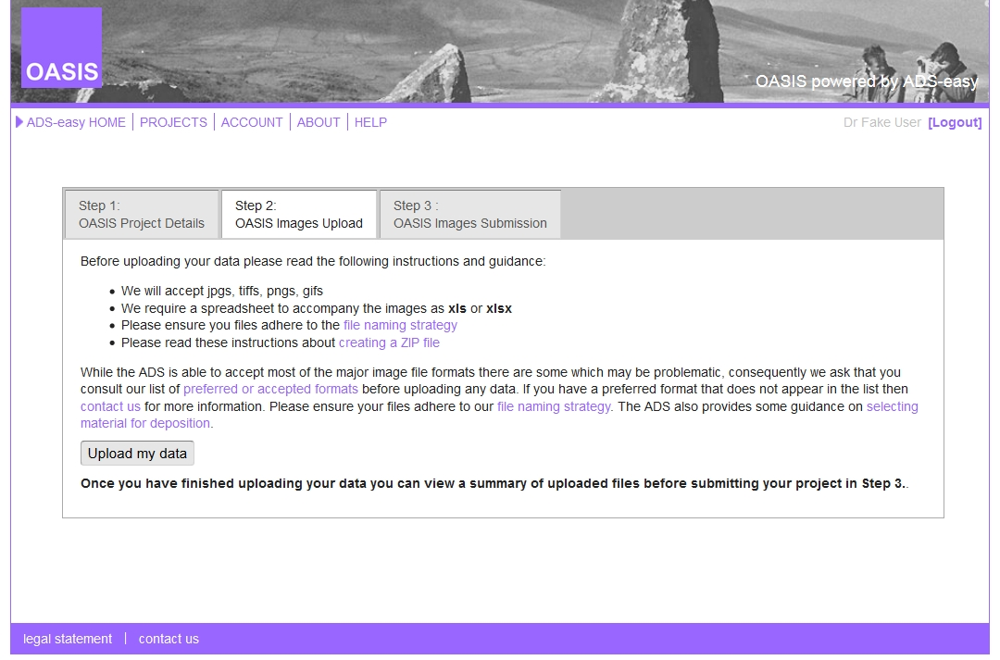 OASIS
OASIS powered by ADS-easy
ADS-easy HOME PROJECTS ACCOUNT ABOUT HELP
Dr Fake User [Logout]
Step 1:
OASIS Project Details
Step 2:
OASIS Images Upload
Step 3 :
OASIS Images Submission
Before uploading your data please read the following instructions and guidance:
We will accept jpgs, tiffs, pngs, gifs
We require a spreadsheet to accompany the images as xls or xlsx
Please ensure you files adhere to the file naming strategy
Please read these instructions about creating a ZIP file
While the ADS is able to accept most of the major image file formats there are some which may be problematic, consequently we ask that you
consult our list of preferred or accepted formats before uploading any data. If you have a preferred format that does not appear in the list then
contact us for more information. Please ensure your files adhere to our file naming strategy. The ADS also provides some guidance on selecting
material for deposition.
Upload my data
Once you have finished uploading your data you can view a summary of uploaded files before submitting your project in Step 3..
legal statement | contact us